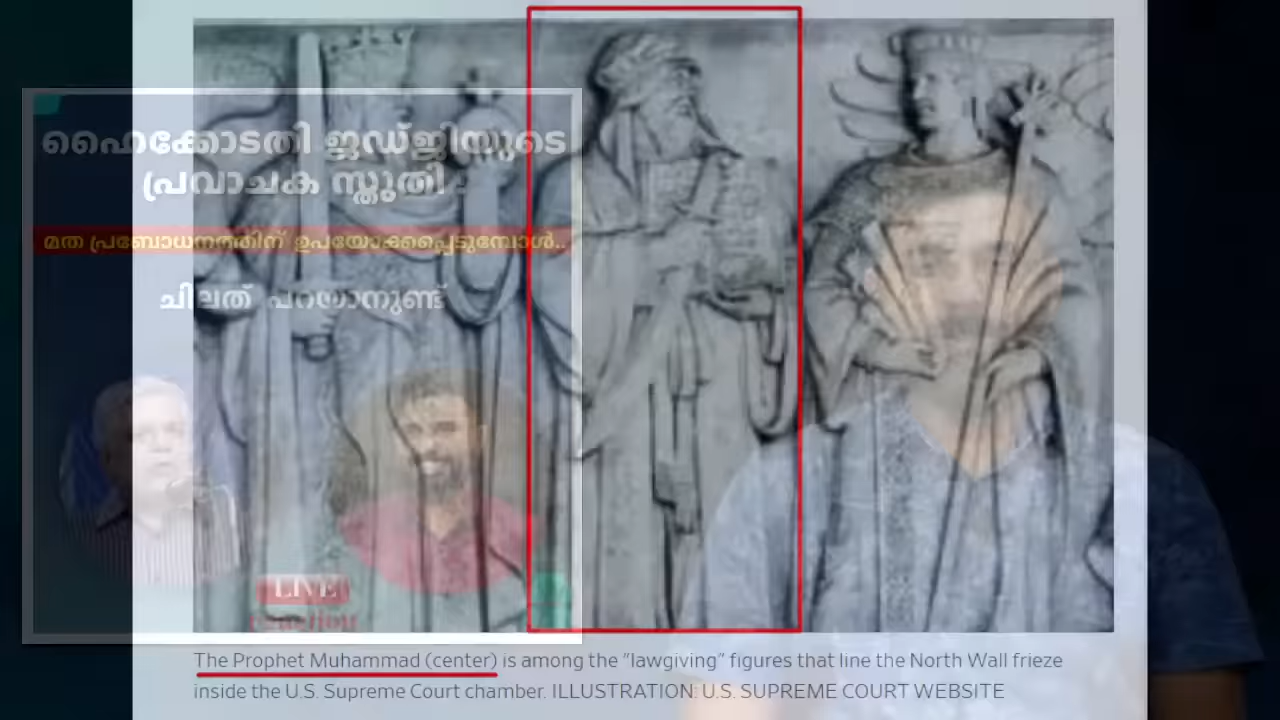 ഹൈക്കോടതി ജഡ്ജിയുടെ
പ്രവാചക സ്തുതി..
മത പ്രബോധനത്തിന് ഉപയോക്കപ്പെടുമ്പോൾ..
ചിലത് പറയാനുണ്ട്
LIVE
reaction
The Prophet Muhammad (center) is among the “lawgiving” figures that line the North Wall frieze
inside the U.S. Supreme Court chamber. ILLUSTRATION: U.S. SUPREME COURT WEBSITE